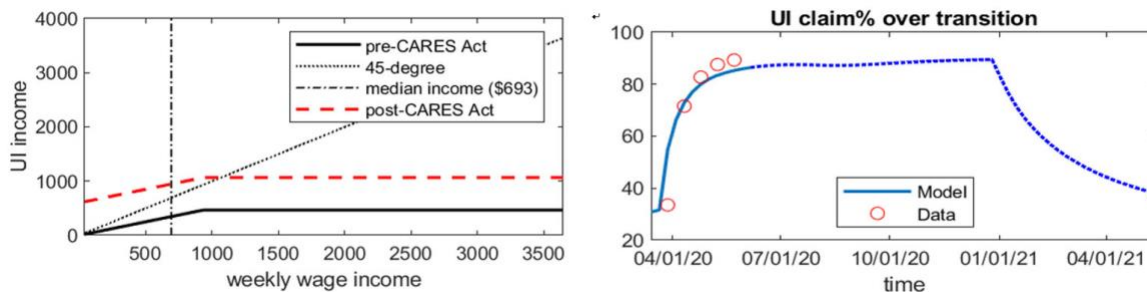 4000
3000
2000
1000
0
UI income
500 1000 1500 2000 2500 3000 3500
weekly wage income
pre-CARES Act
45-degree
median income ($693)
post-CARES Act
UI claim% over transition
100
80
60
40
20
04/01/20 07/01/20 10/01/20 01/01/21 04/01/21
time
Model
Data